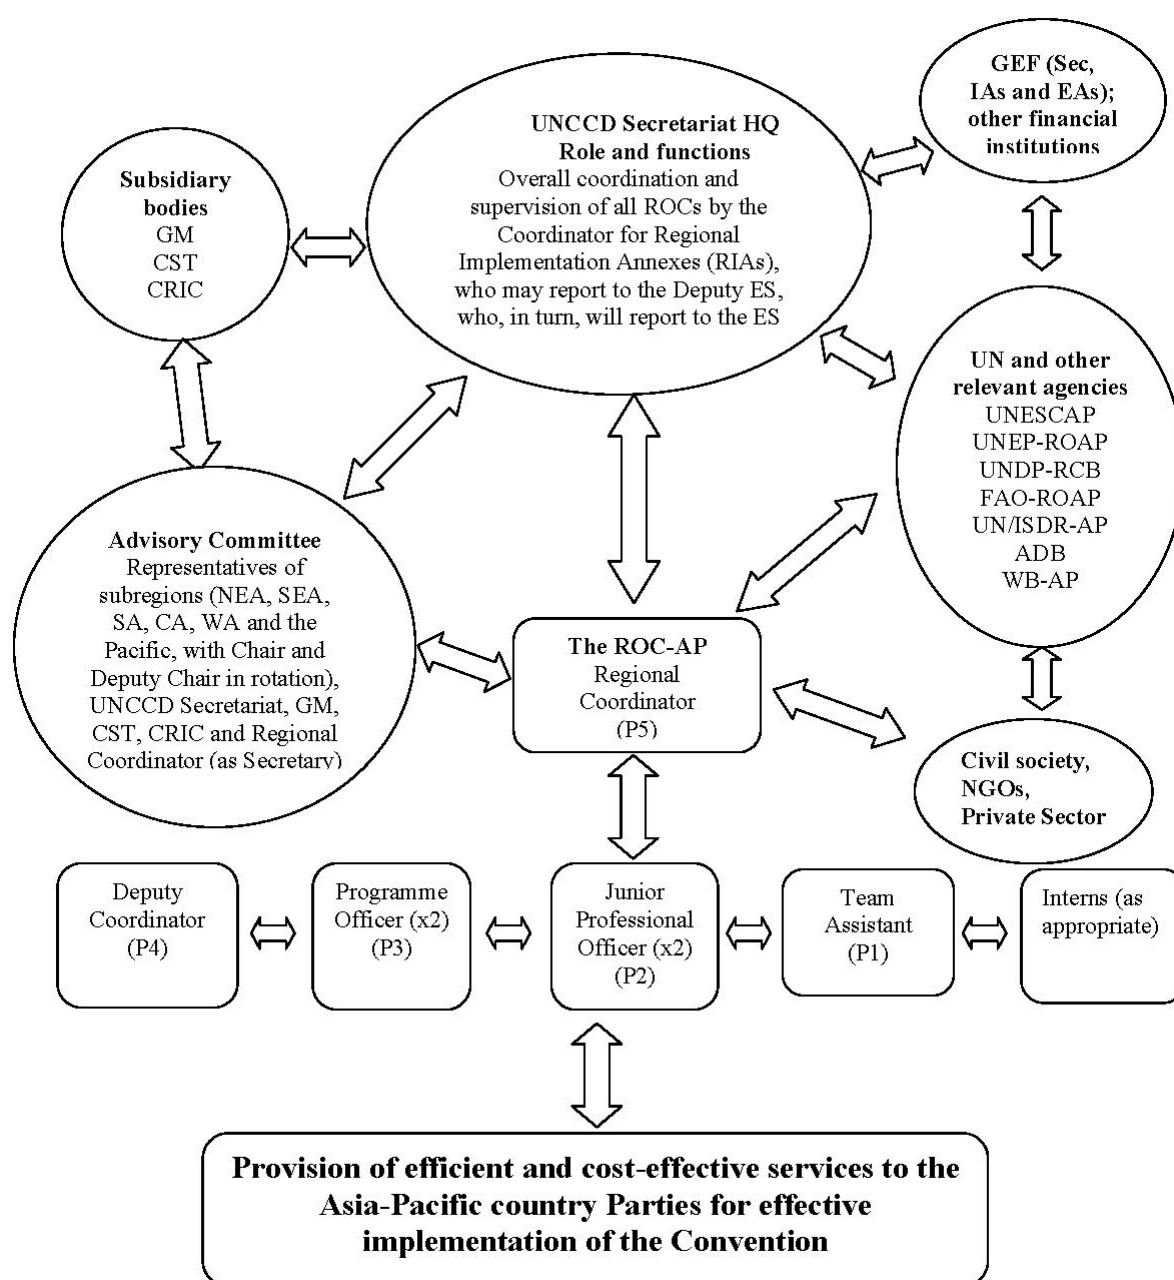 GEF (Sec,
IAs and EAs);
other financial
institutions
UNCCD Secretariat HQ
Role and functions
Overall coordination and
supervision of all ROCs by the
Coordinator for Regional
Implementation Annexes (RIAs),
who may report to the Deputy ES,
who, in turn, will report to the ES
Subsidiary
bodies
GM
CST
CRIC
UN and other
relevant agencies
UNESCAP
UNEP-ROAP
UNDP-RCB
FAO-ROAP
UN/ISDR-AP
ADB
WB-AP
Advisory Committee
Representatives of
subregions (NEA, SEA,
SA, CA, WA and the
Pacific, with Chair and
Deputy Chair in rotation),
UNCCD Secretariat, GM,
CST, CRIC and Regional
Coordinator (as Secretary)
The ROC-AP
Regional
Coordinator
(P5)
Civil society,
NGOs,
Private Sector
Deputy
Coordinator
(P4)
Programme
Officer (x2)
(P3)
Junior
Professional
Officer (x2)
(P2)
Team
Assistant
(P1)
Interns (as
appropriate)
Provision of efficient and cost-effective services to the
Asia-Pacific country Parties for effective
implementation of the Convention